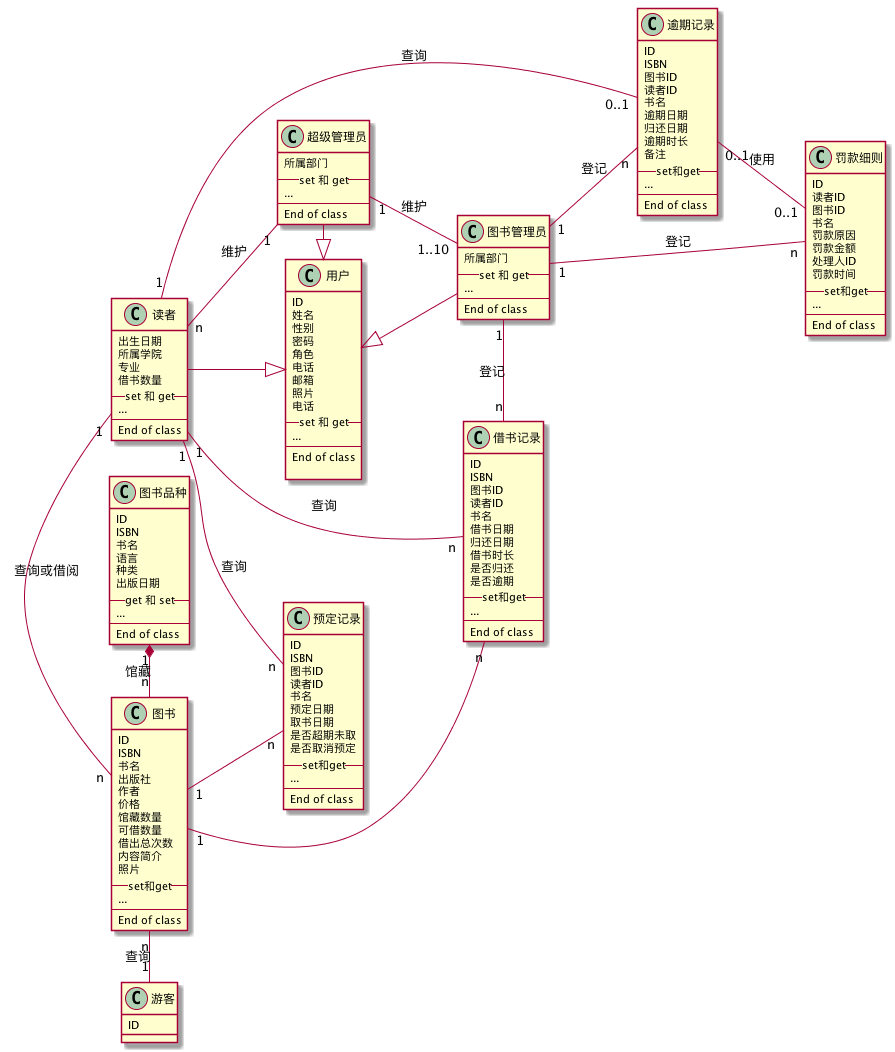 C 逾期记录
ID
ISBN
图书ID
读者ID
书名
逾期日期
归还日期
逾期时长
备注
set和get
...
End of class
查询
1
0..1
登记
1
n
0..1
使用
0..1
C 罚款细则
ID
读者ID
图书ID
书名
罚款原因
罚款金额
处理人ID
罚款时间
set和get
...
End of class
登记
1
n
C 超级管理员
所属部门
set 和 get
...
End of class
维护
1
n
维护
1
1..10
C 图书管理员
所属部门
set 和 get
...
End of class
C 用户
ID
姓名
性别
密码
角色
电话
邮箱
照片
电话
set 和 get
...
End of class
C 读者
出生日期
所属学院
专业
借书数量
set 和 get
...
End of class
1
登记
n
C 借书记录
ID
ISBN
图书ID
读者ID
书名
借书日期
归还日期
借书时长
是否归还
是否逾期
set和get
...
End of class
1
查询
n
1
查询
n
1
查询或借阅
n
C 图书品种
ID
ISBN
书名
语言
种类
出版日期
get 和 set
...
End of class
1
馆藏
n
C 预定记录
ID
ISBN
图书ID
读者ID
书名
预定日期
取书日期
是否超期未取
是否取消预定
set和get
...
End of class
C 图书
ID
ISBN
书名
出版社
作者
价格
馆藏数量
可借数量
借出总次数
内容简介
照片
set和get
...
End of class
1
n
1
n
n
查询
1
C 游客
ID